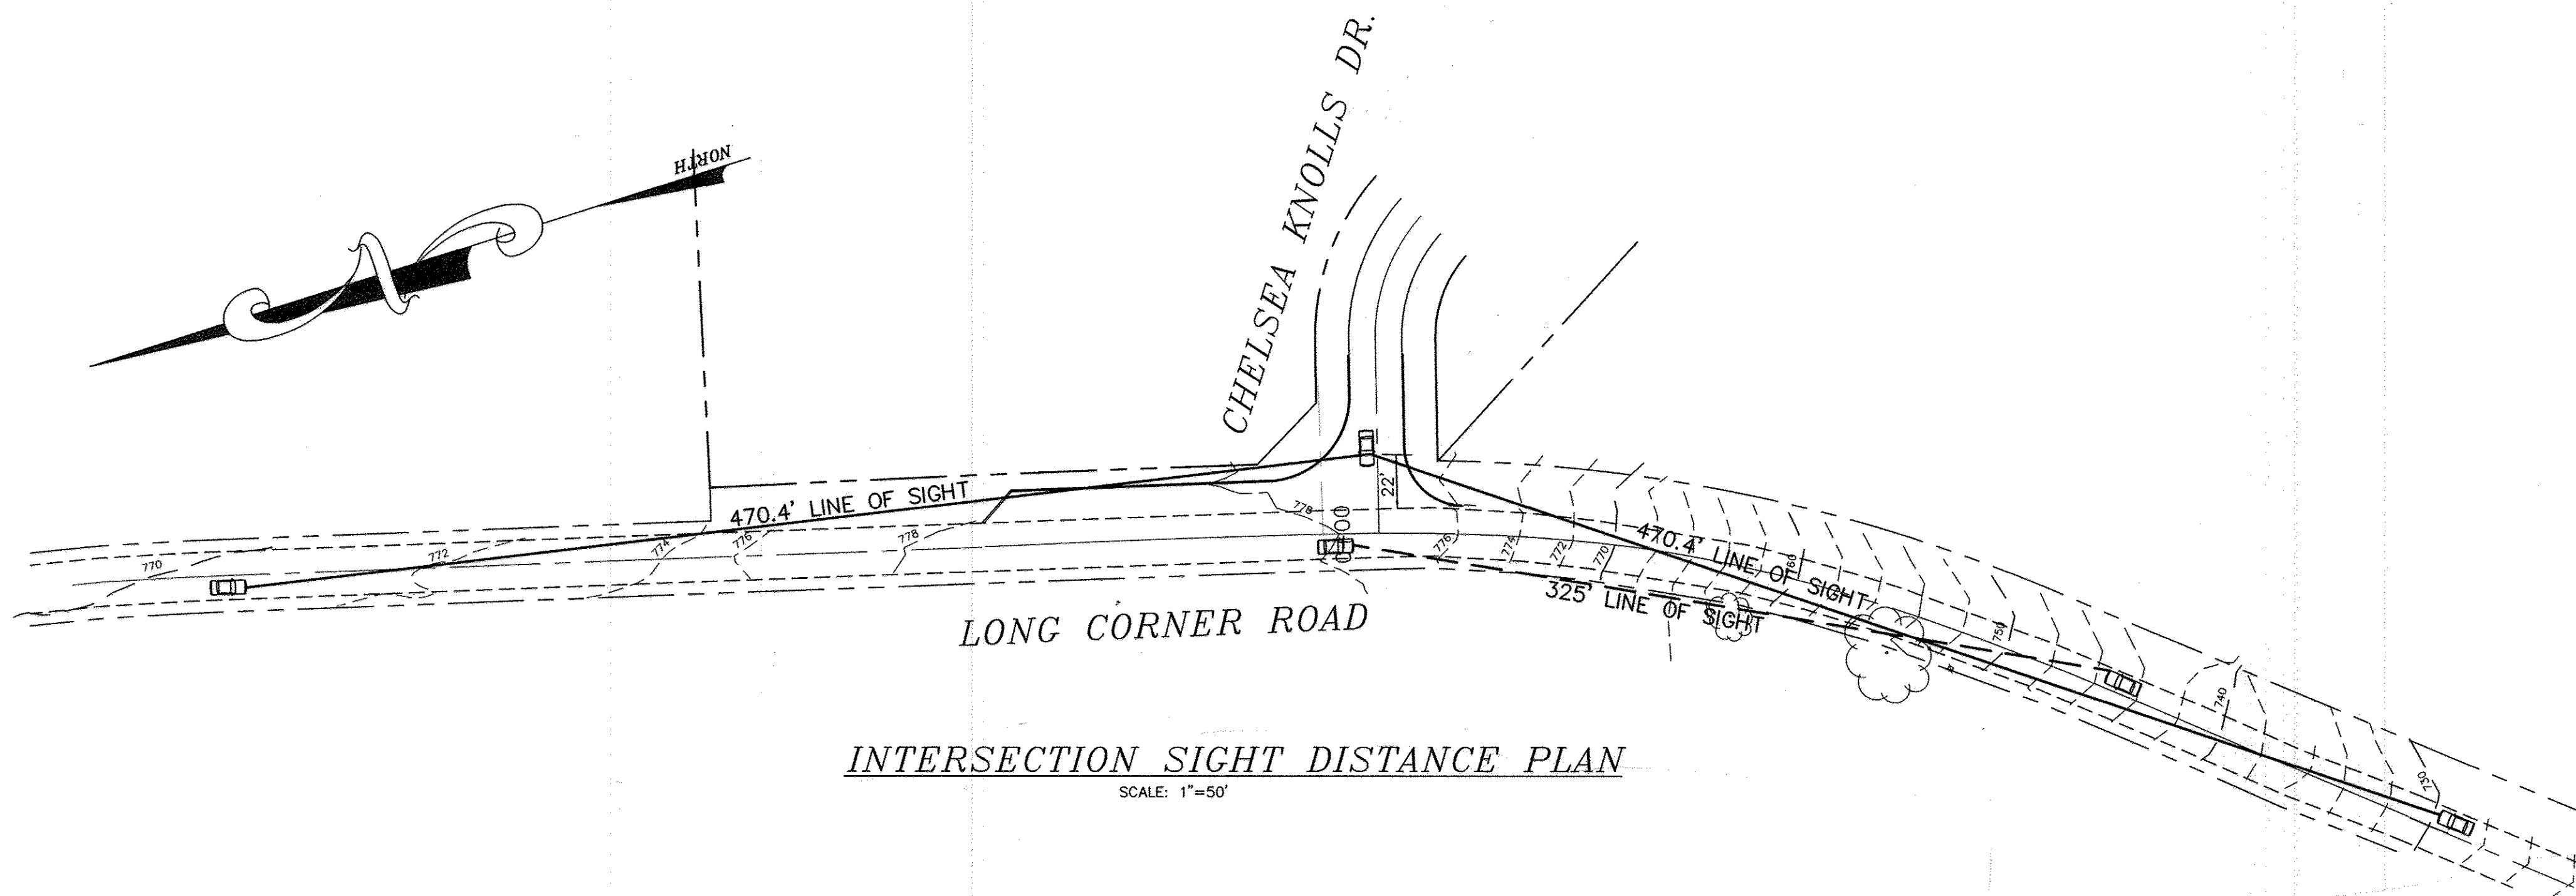 CHELSEA KNOLLS DR.
NORTH
N
470.4' LINE OF SIGHT
22'
778
770
772
774
776
778
776
774
772
770
760
470.4' LINE OF SIGHT
325' LINE OF SIGHT
750
740
730
LONG CORNER ROAD
INTERSECTION SIGHT DISTANCE PLAN
SCALE: 1"=50'